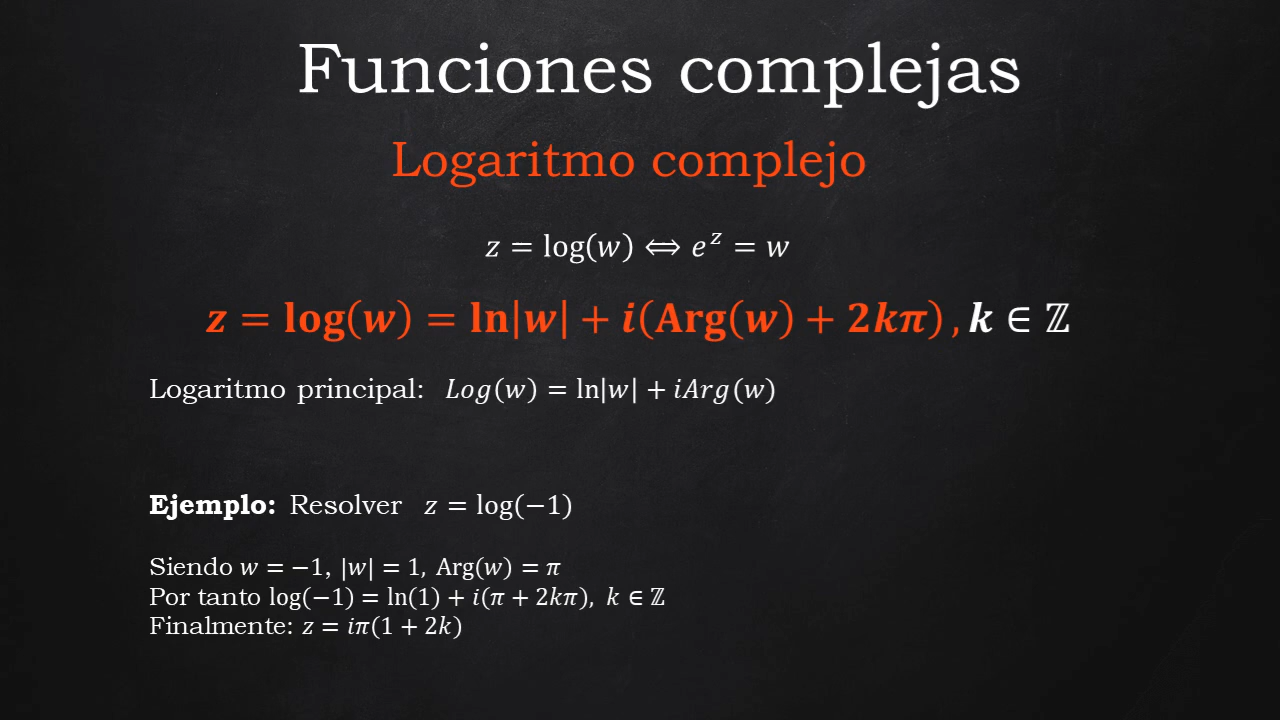 Funciones complejas
Logaritmo complejo
𝑧 = log(𝑤) ⟺ 𝑒^𝑧 = 𝑤
𝒛 = 𝐥𝐨𝐠(𝒘) = 𝐥𝐧|𝒘| + 𝒊(𝐀𝐫𝐠(𝒘) + 𝟐𝒌𝝅) , 𝒌 ∈ ℤ
Logaritmo principal: 𝐿𝑜𝑔(𝑤) = ln|𝑤| + 𝑖𝐴𝑟𝑔(𝑤)
Ejemplo: Resolver 𝑧 = log(−1)
Siendo 𝑤 = −1, |𝑤| = 1, Arg(𝑤) = 𝜋
Por tanto log(−1) = ln(1) + 𝑖(𝜋 + 2𝑘𝜋), 𝑘 ∈ ℤ
Finalmente: 𝑧 = 𝑖𝜋(1 + 2𝑘)